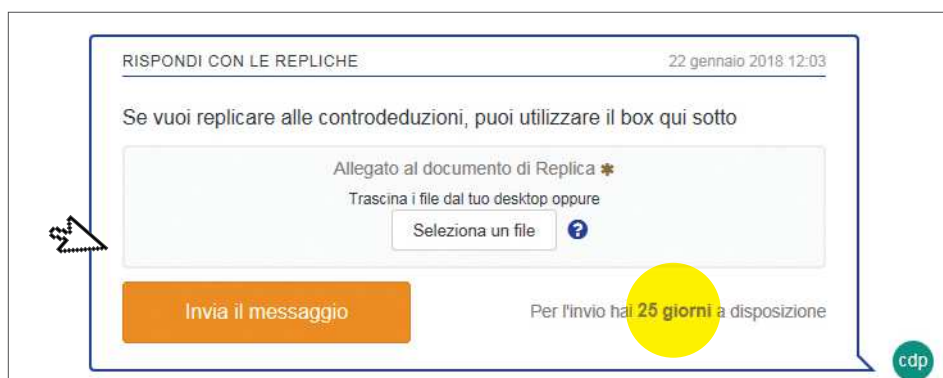 RISPONDI CON LE REPLICHE 22 gennaio 2018 12:03
Se vuoi replicare alle controdeduzioni, puoi utilizzare il box qui sotto
Allegato al documento di Replica ✱
Trascina i file dal tuo desktop oppure
Seleziona un file ?
Invia il messaggio Per l'invio hai 25 giorni a disposizione
cdp